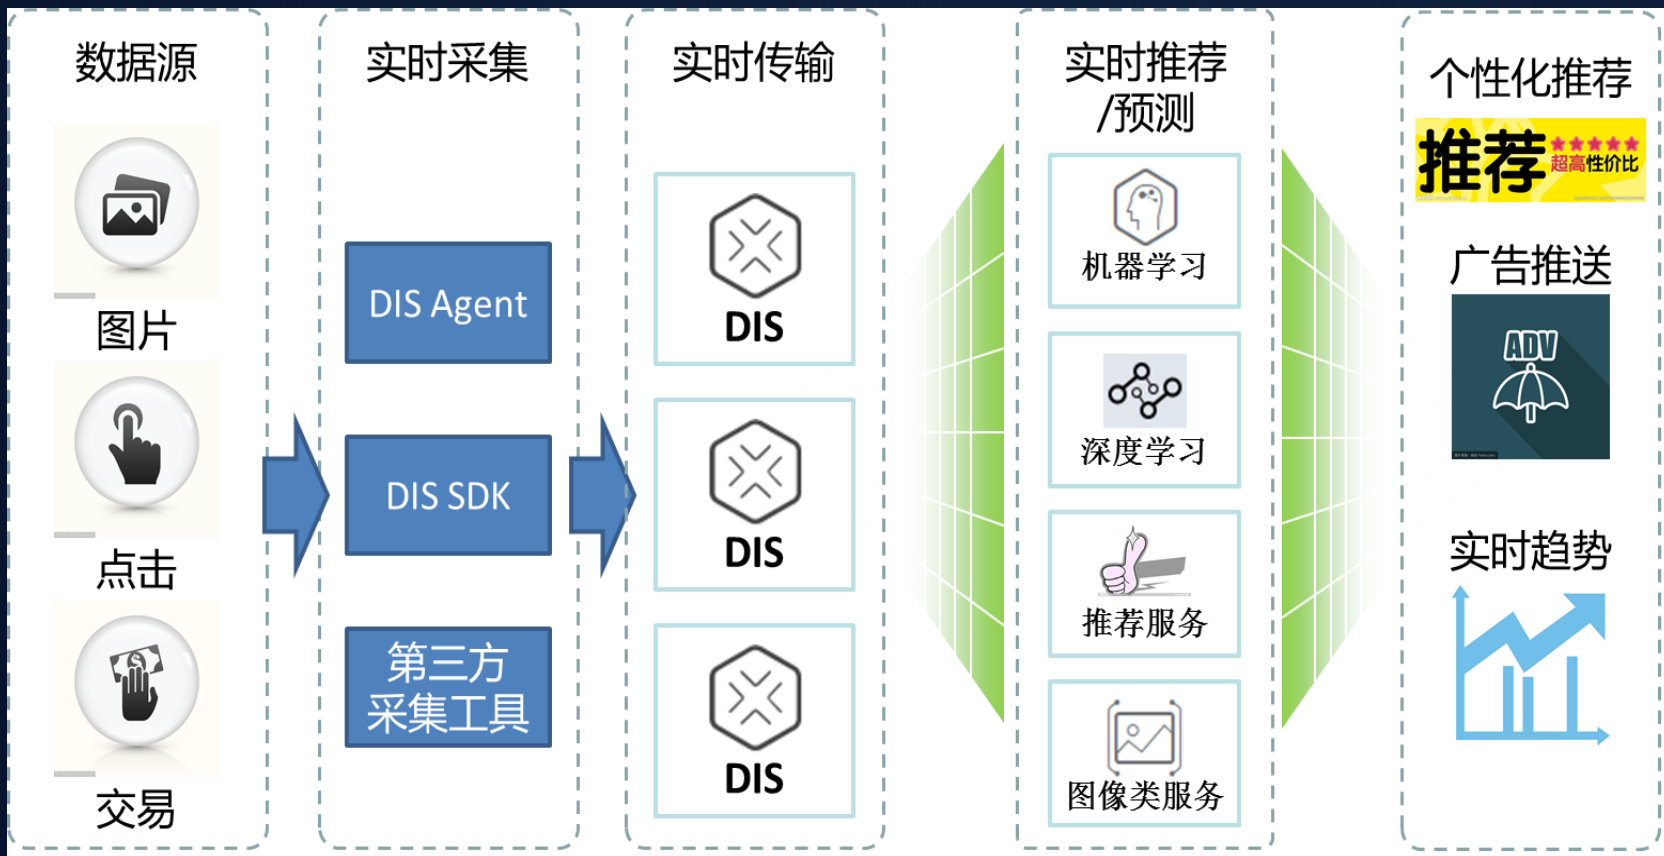 数据源
图片
点击
交易
实时采集
DIS Agent
DIS SDK
第三方
采集工具
实时传输
DIS
DIS
DIS
实时推荐
/预测
机器学习
深度学习
推荐服务
图像类服务
个性化推荐
推荐
超高性价比
广告推送
ADV
实时趋势